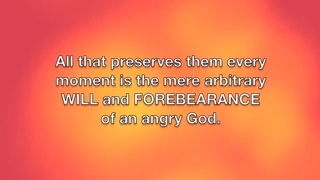 All that preserves them every
moment is the mere arbitrary
WILL and FOREBEARANCE
of an angry God.